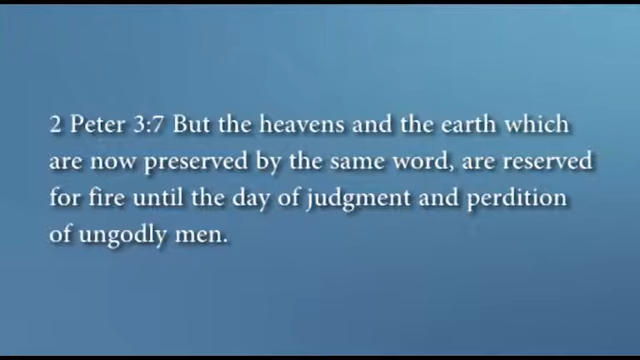 2 Peter 3:7 But the heavens and the earth which
are now preserved by the same word, are reserved
for fire until the day of judgment and perdition
of ungodly men.